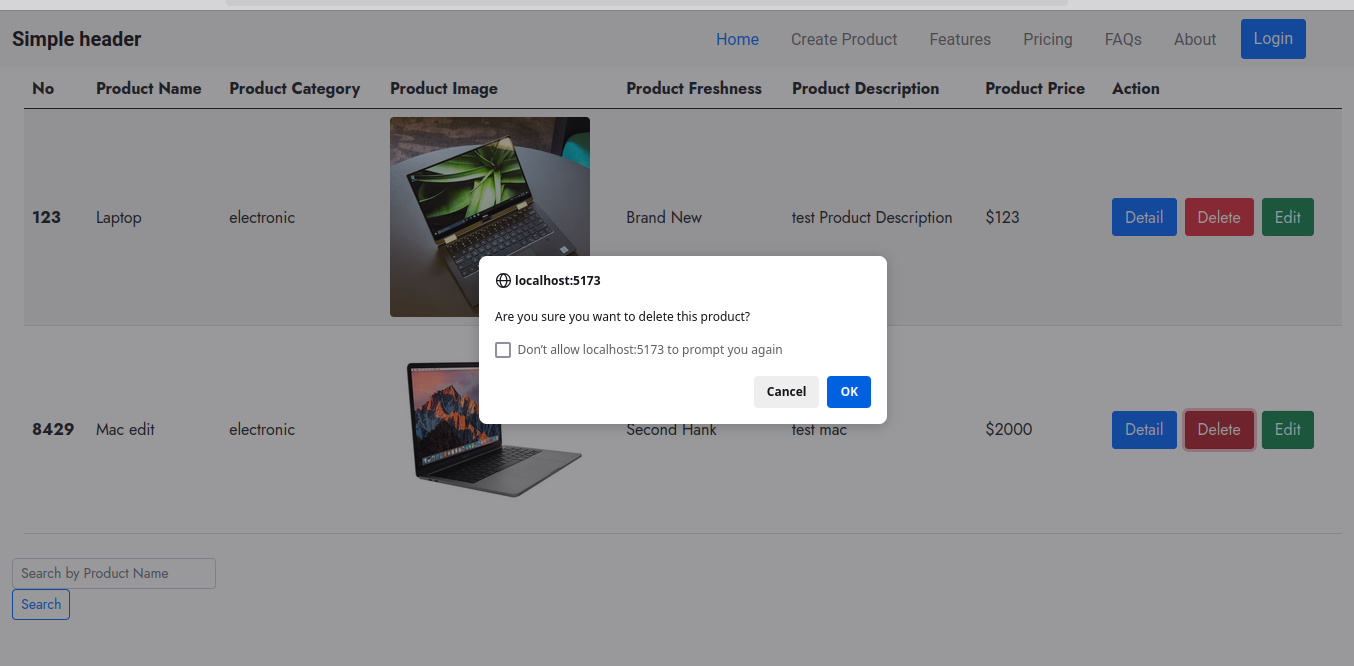 Simple header Home Create Product Features Pricing FAQs About Login
No Product Name Product Category Product Image Product Freshness Product Description Product Price Action
123 Laptop electronic Brand New test Product Description $123 Detail Delete Edit
localhost:5173
Are you sure you want to delete this product?
Don't allow localhost:5173 to prompt you again
Cancel OK
8429 Mac edit electronic Second Hank test mac $2000 Detail Delete Edit
Search by Product Name
Search